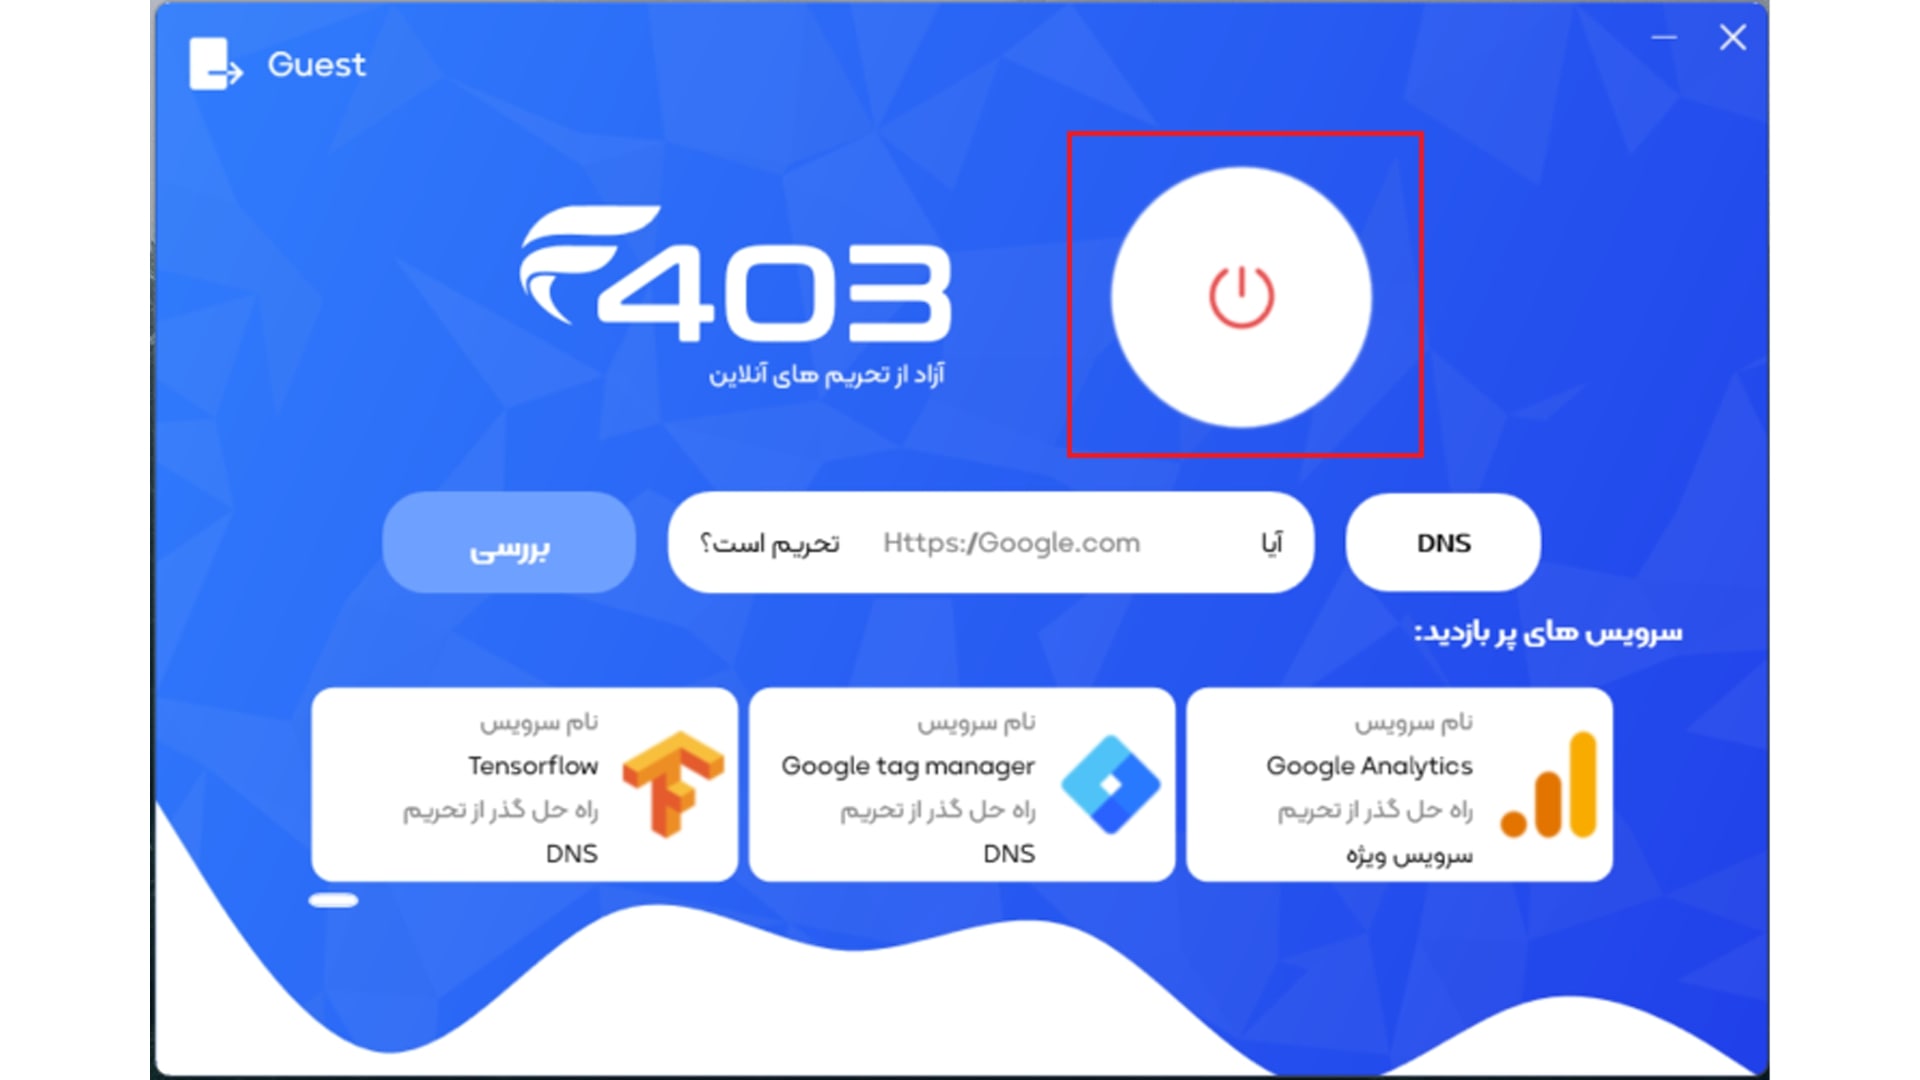 Guest
403
آزاد از تحریم های آنلاین
DNS
آیا Https:/Google.com تحریم است؟
بررسی
سرویس های پر بازدید:
نام سرویس
Google Analytics
راه حل گذر از تحریم
سرویس ویژه
نام سرویس
Google tag manager
راه حل گذر از تحریم
DNS
نام سرویس
Tensorflow
راه حل گذر از تحریم
DNS